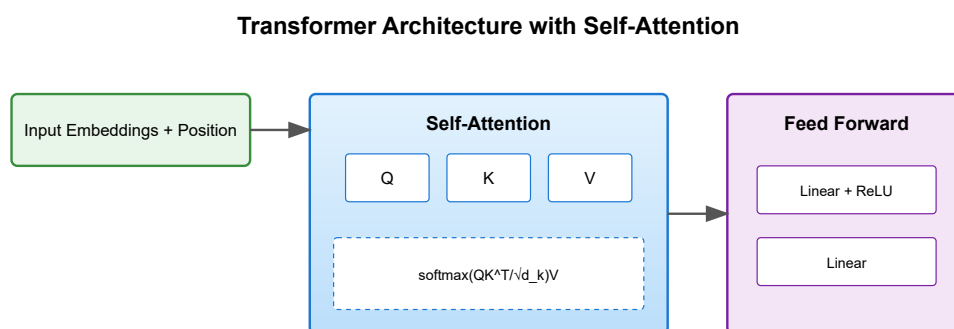 Transformer Architecture with Self-Attention
Input Embeddings + Position
Self-Attention
Q
K
V
softmax(QK^T/√d_k)V
Feed Forward
Linear + ReLU
Linear